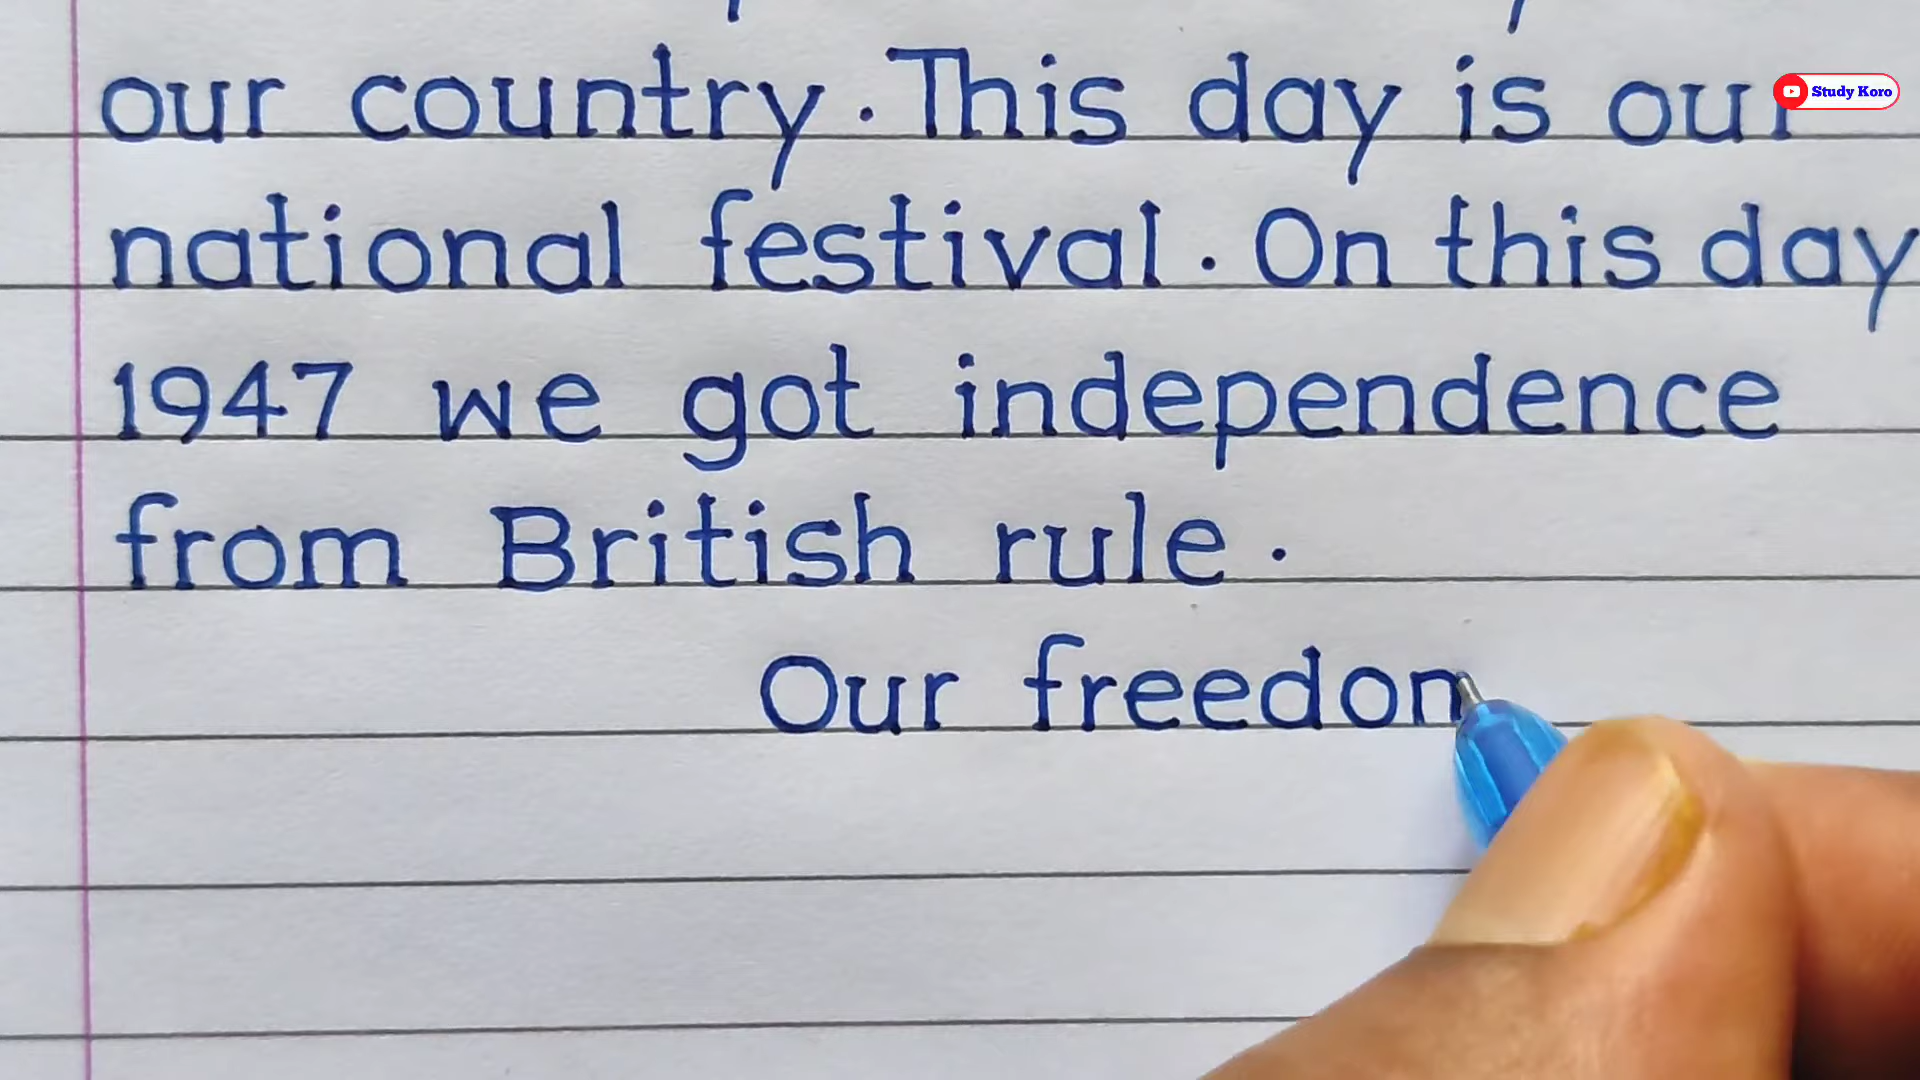 our country. This day is our
Study Koro
national festival. On this day
1947 we got independence
from British rule.
Our freedon